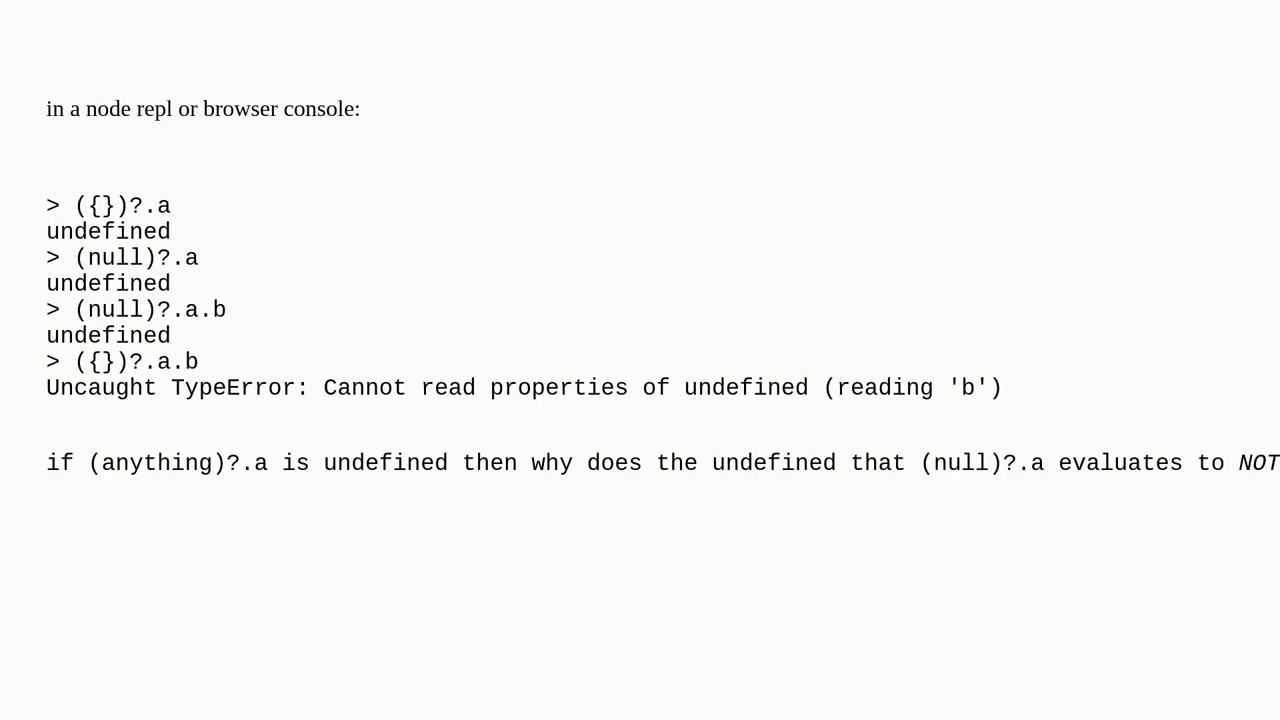 in a node repl or browser console:
> ({})?.a
undefined
> (null)?.a
undefined
> (null)?.a.b
undefined
> ({})?.a.b
Uncaught TypeError: Cannot read properties of undefined (reading 'b')
if (anything)?.a is undefined then why does the undefined that (null)?.a evaluates to NOT